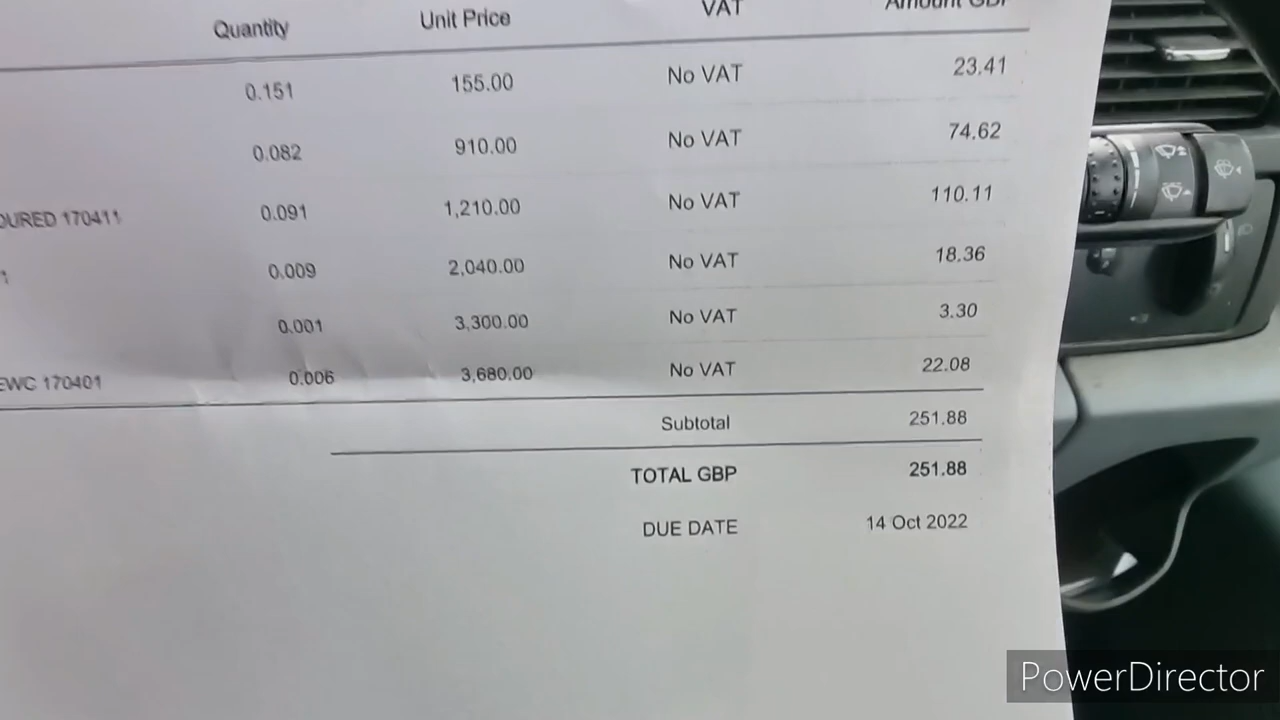 Quantity Unit Price VAT Amount GBP
0.151 155.00 No VAT 23.41
0.082 910.00 No VAT 74.62
OURED 170411 0.091 1,210.00 No VAT 110.11
1 0.009 2,040.00 No VAT 18.36
0.001 3,300.00 No VAT 3.30
EWC 170401 0.006 3,680.00 No VAT 22.08
Subtotal 251.88
TOTAL GBP 251.88
DUE DATE 14 Oct 2022
PowerDirector